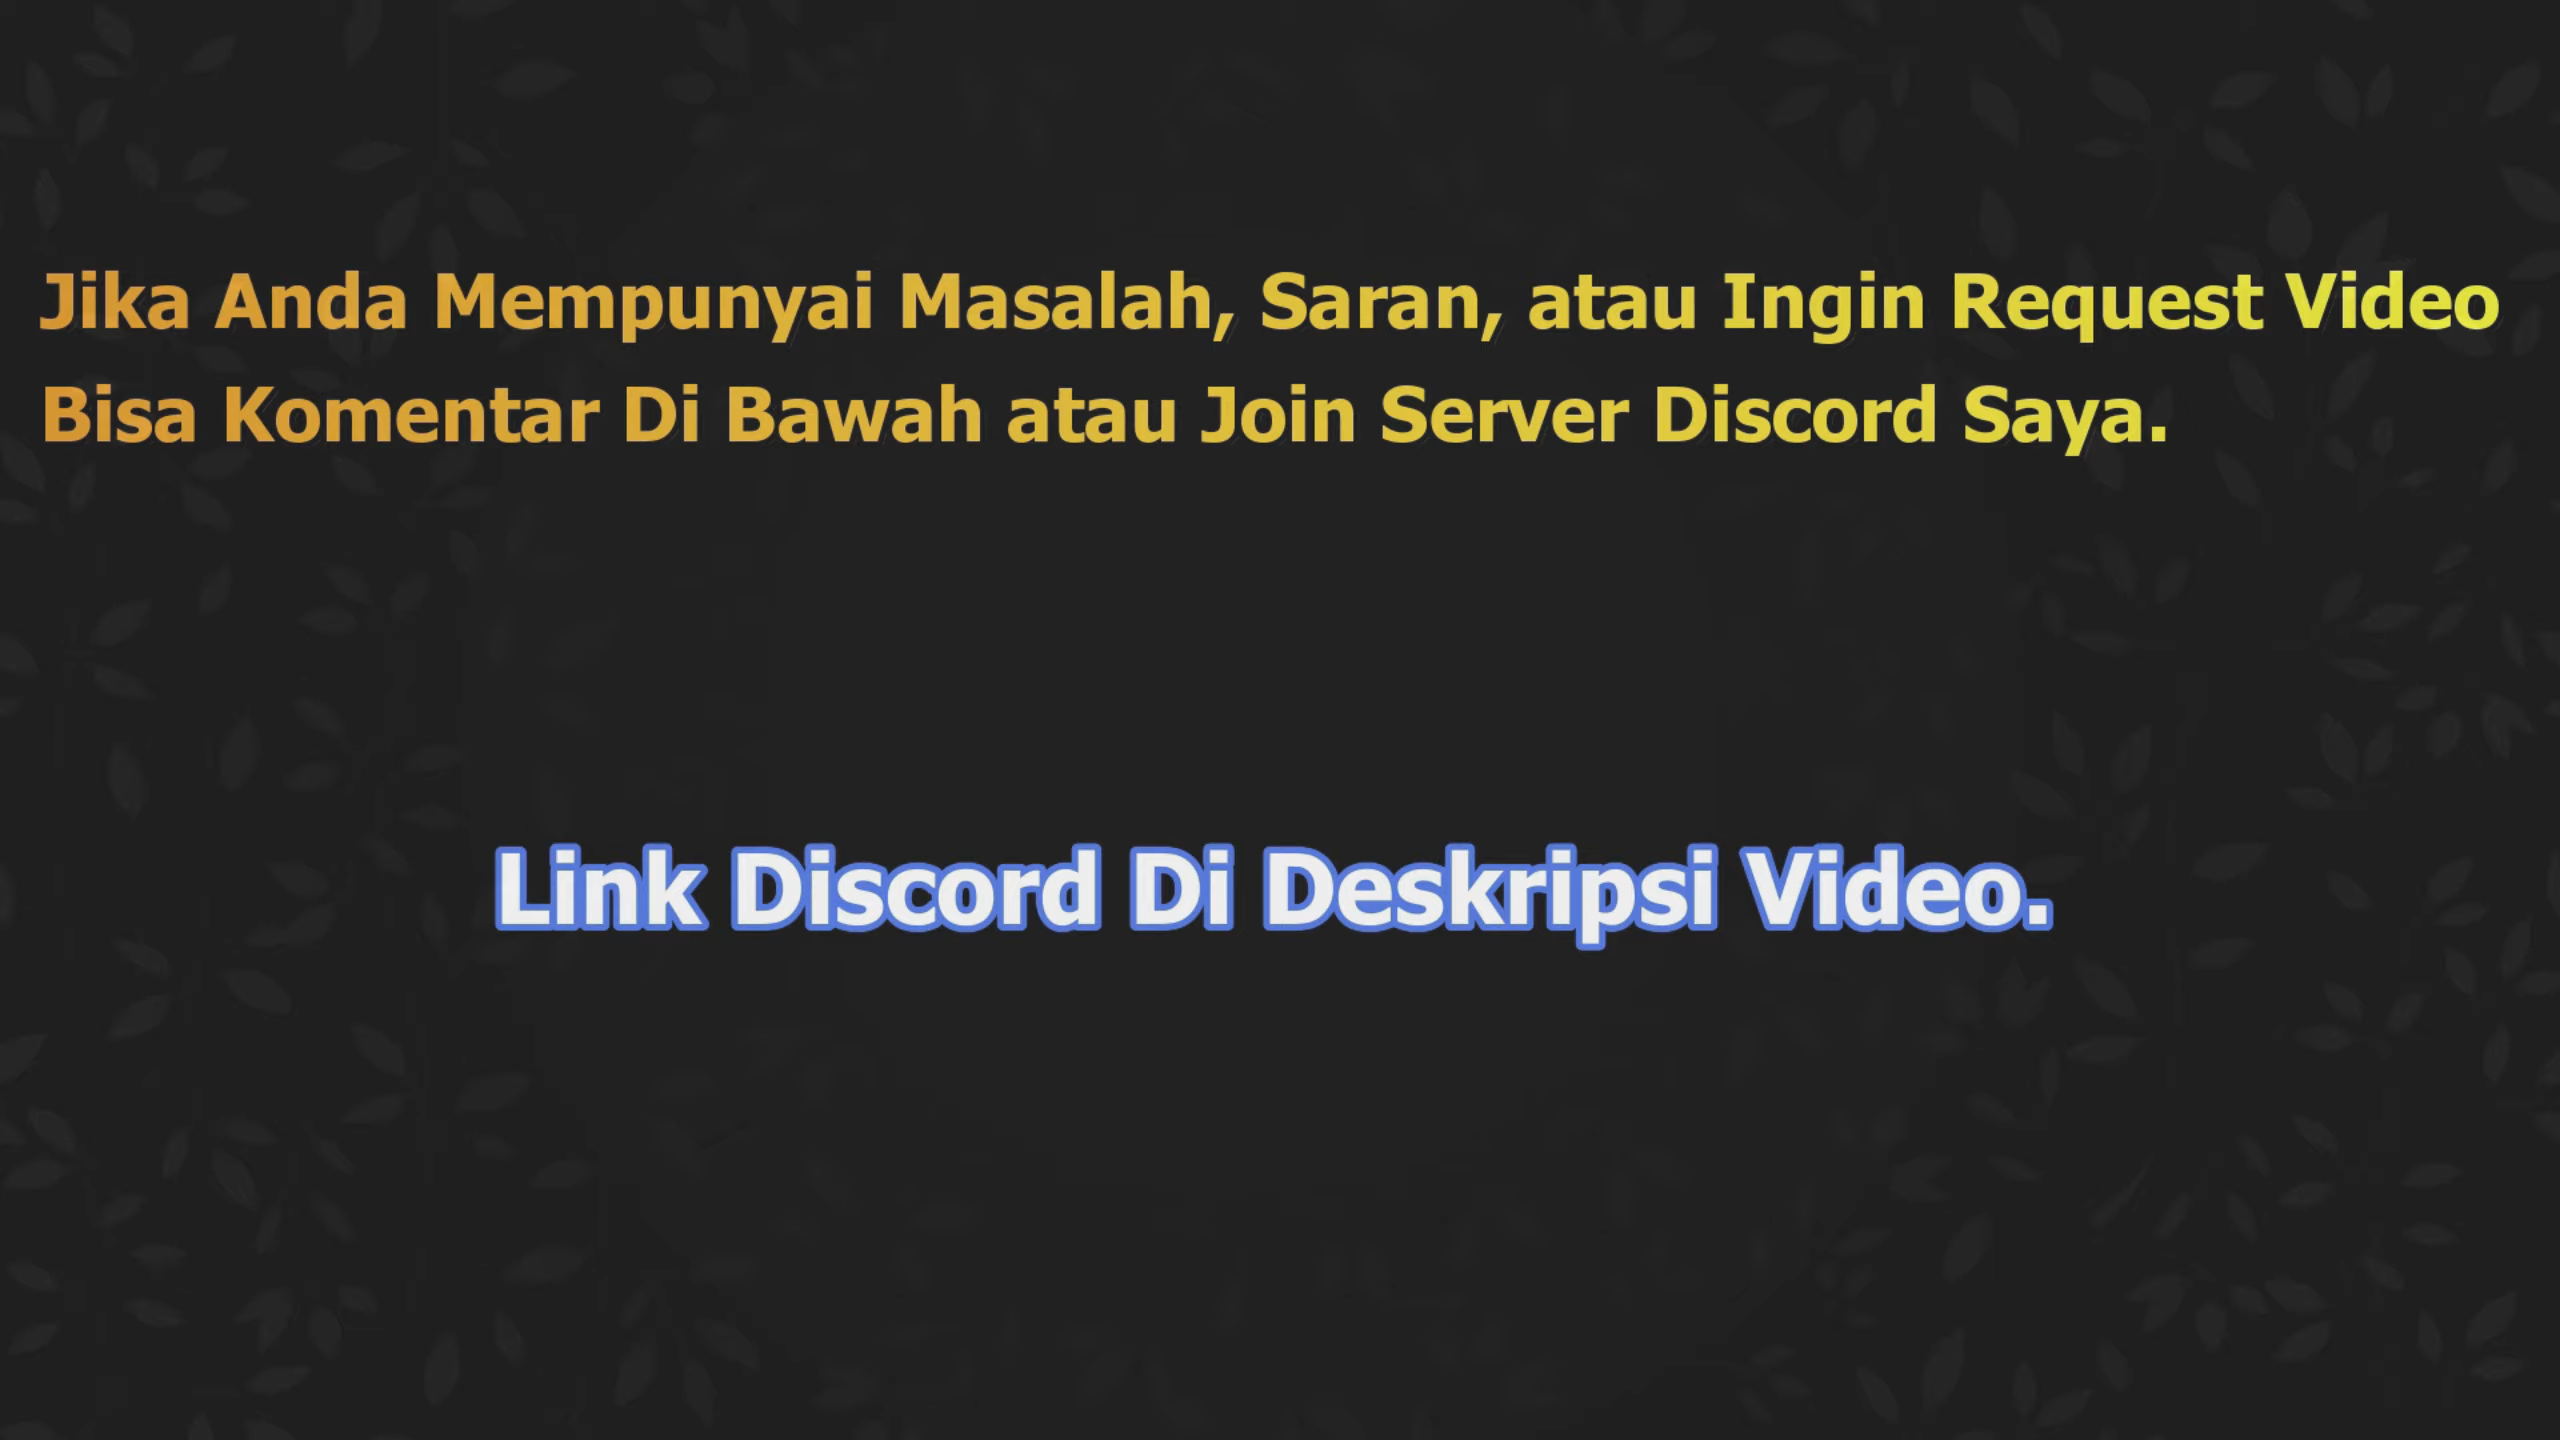 Jika Anda Mempunyai Masalah, Saran, atau Ingin Request Video
Bisa Komentar Di Bawah atau Join Server Discord Saya.
Link Discord Di Deskripsi Video.